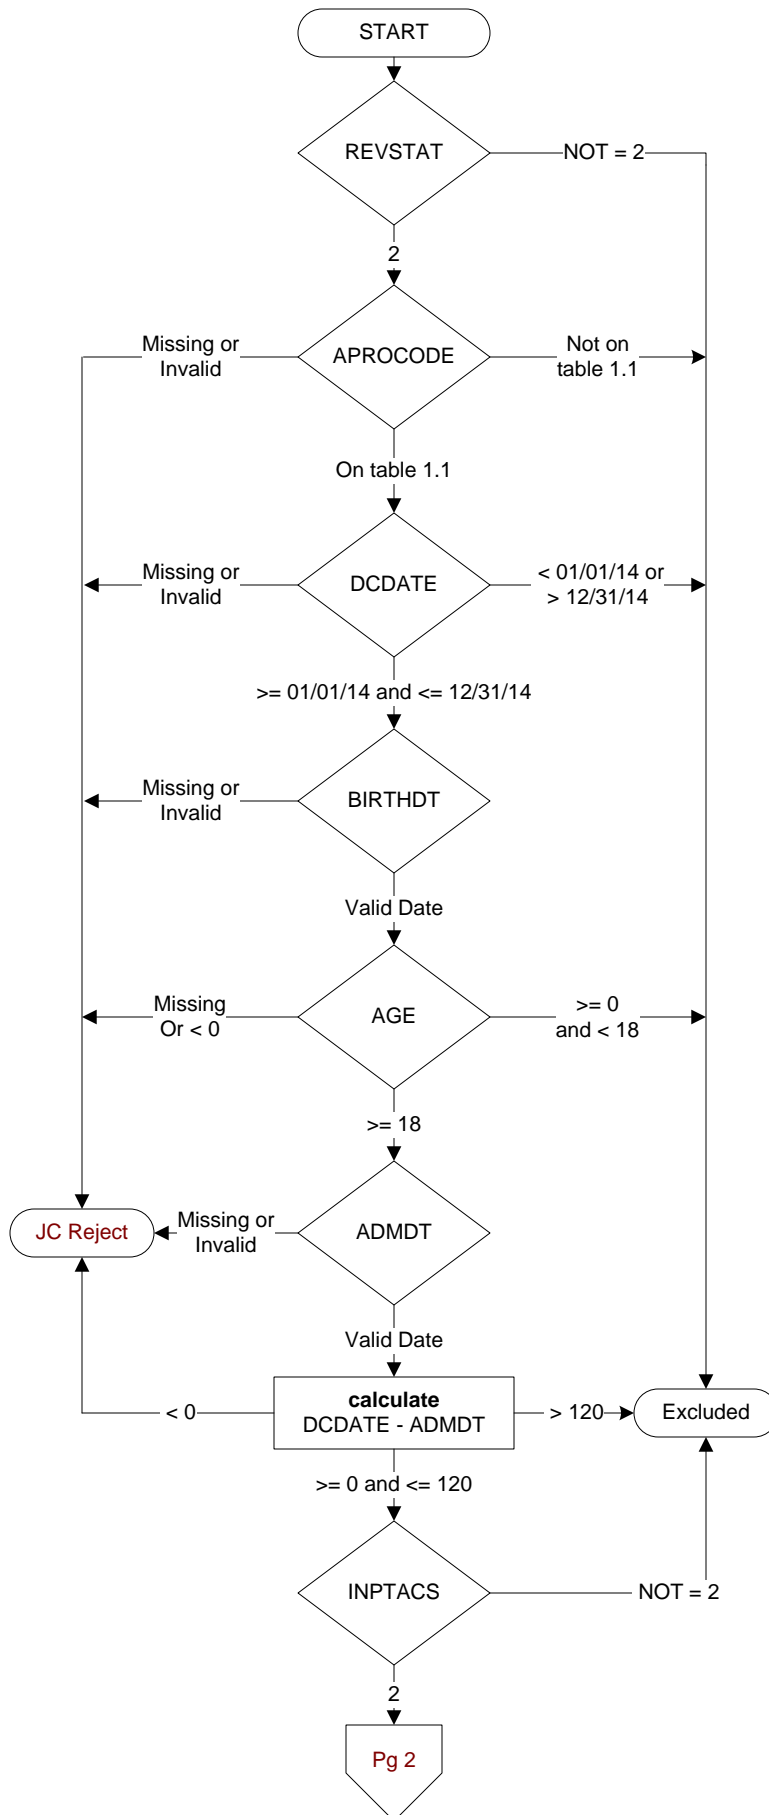 START
REVSTAT
NOT = 2
2
Missing or
Invalid
APROCODE
Not on
table 1.1
On table 1.1
Missing or
Invalid
DCDATE
< 01/01/14 or
> 12/31/14
>= 01/01/14 and <= 12/31/14
Missing or
Invalid
BIRTHDT
Valid Date
Missing
Or < 0
AGE
>= 0
and < 18
>= 18
JC Reject
Missing or
Invalid
ADMDT
Valid Date
< 0
calculate
DCDATE - ADMDT
> 120
Excluded
>= 0 and <= 120
INPTACS
NOT = 2
2
Pg 2